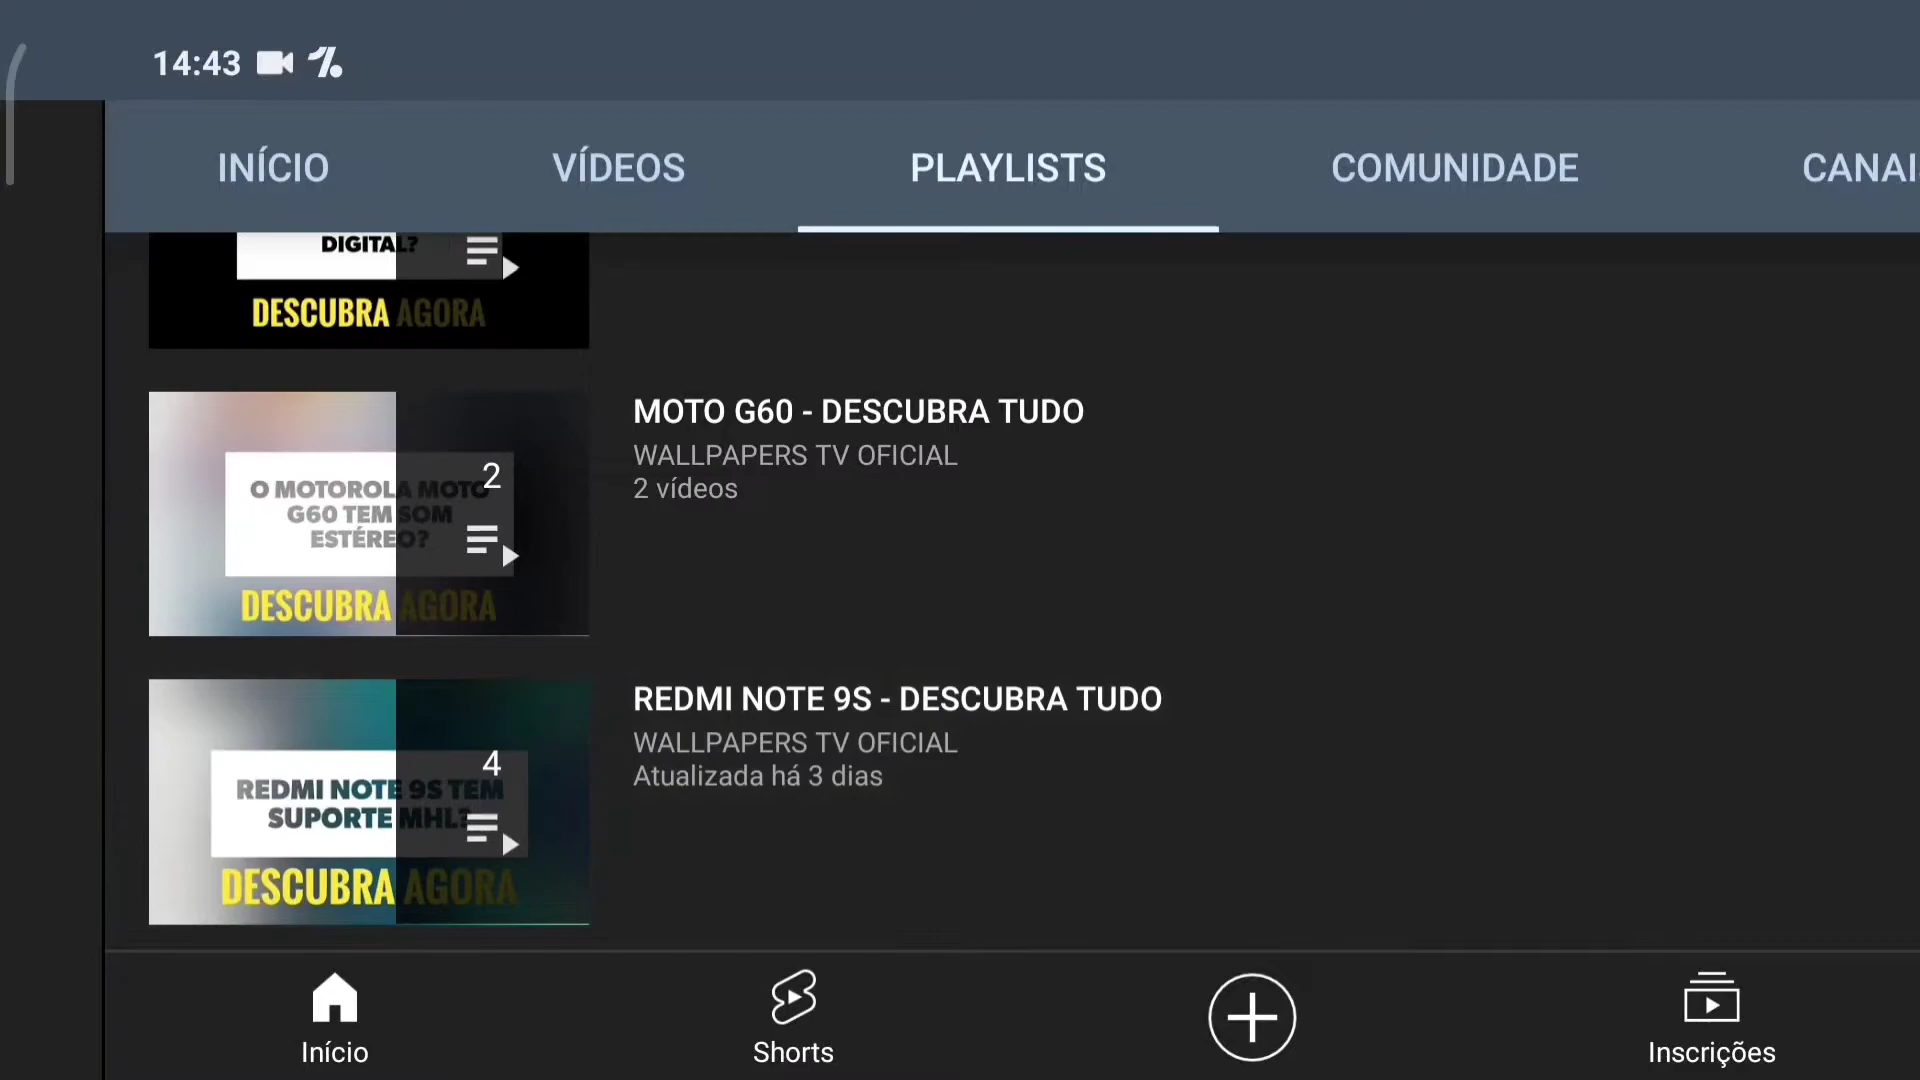 14:43
INÍCIO
VÍDEOS
PLAYLISTS
COMUNIDADE
CANAIS
DIGITAL?
DESCUBRA AGORA
2
O MOTOROLA MOTO
G60 TEM SOM
ESTÉREO?
DESCUBRA AGORA
MOTO G60 - DESCUBRA TUDO
WALLPAPERS TV OFICIAL
2 vídeos
4
REDMI NOTE 9S TEM
SUPORTE MHL?
DESCUBRA AGORA
REDMI NOTE 9S - DESCUBRA TUDO
WALLPAPERS TV OFICIAL
Atualizada há 3 dias
Início
Shorts
Inscrições